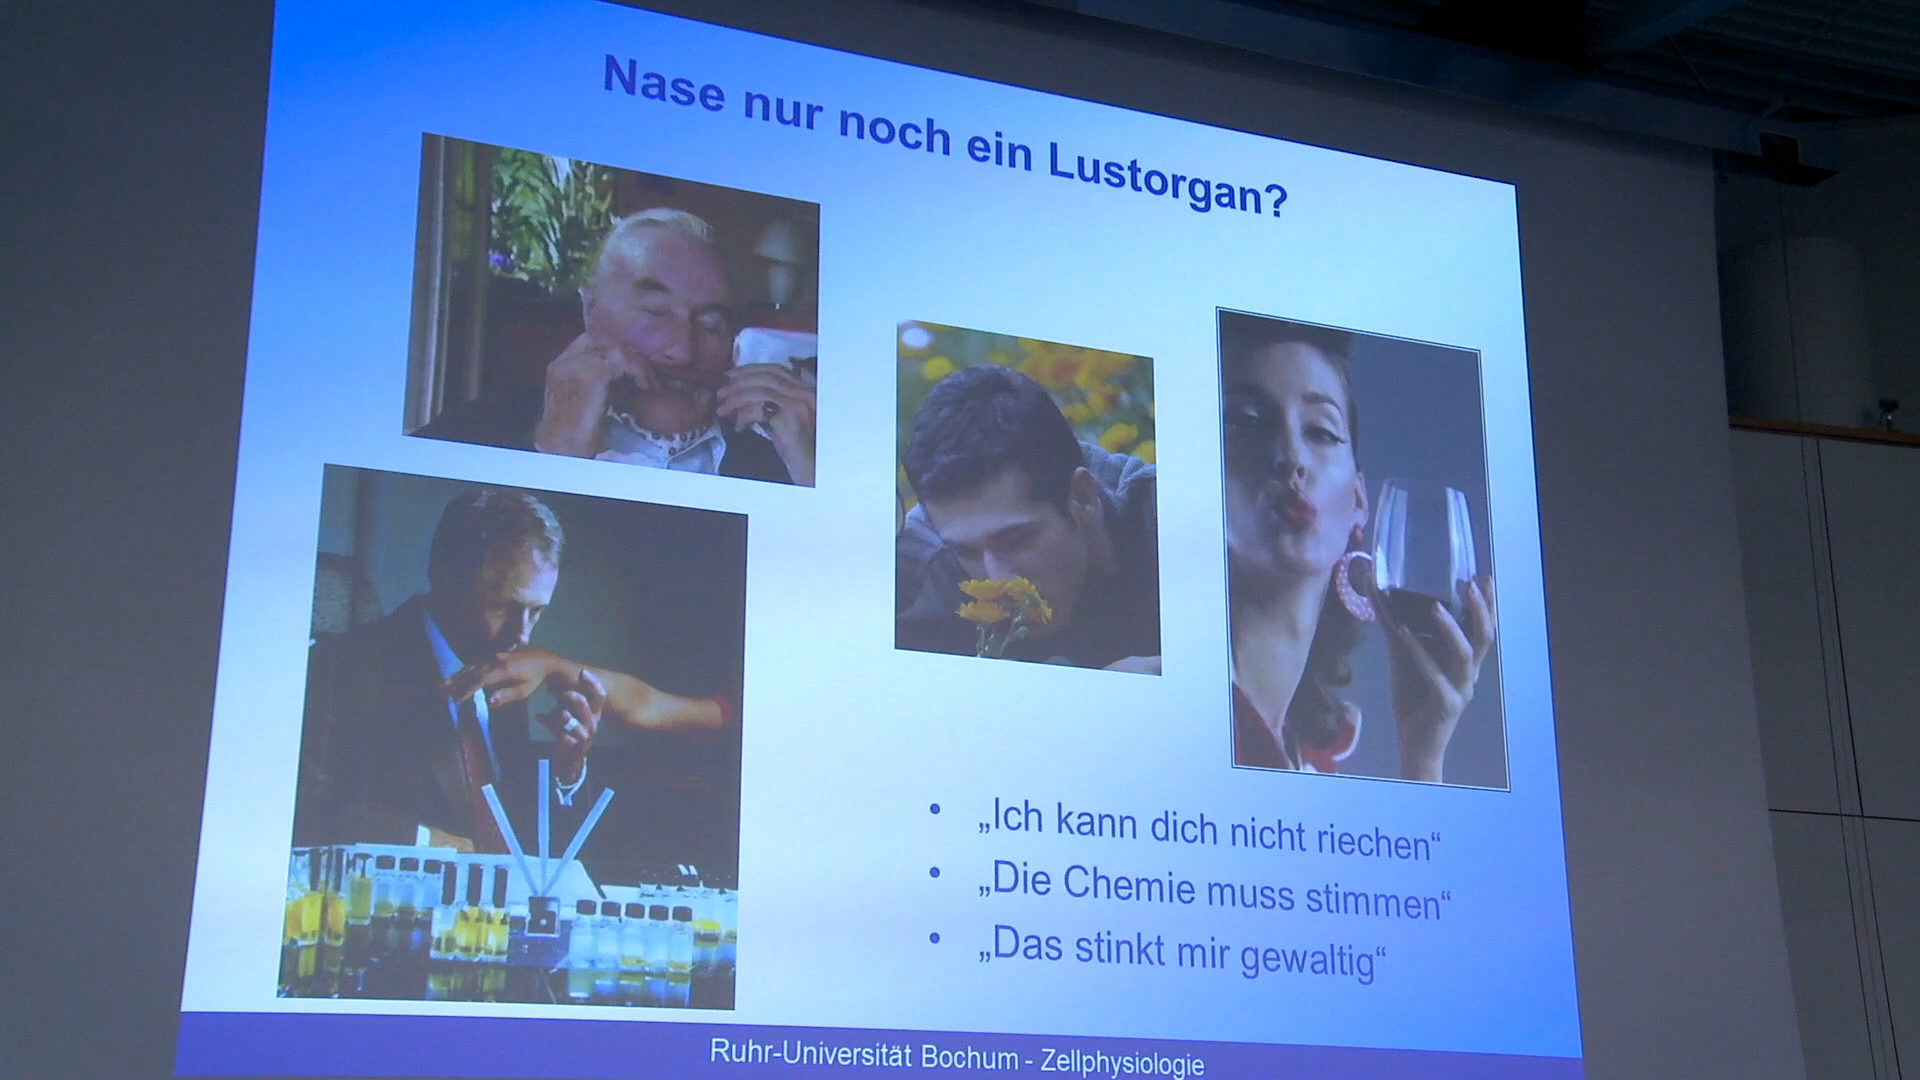 Nase nur noch ein Lustorgan?
• „Ich kann dich nicht riechen“
• „Die Chemie muss stimmen“
• „Das stinkt mir gewaltig“
Ruhr-Universität Bochum - Zellphysiologie